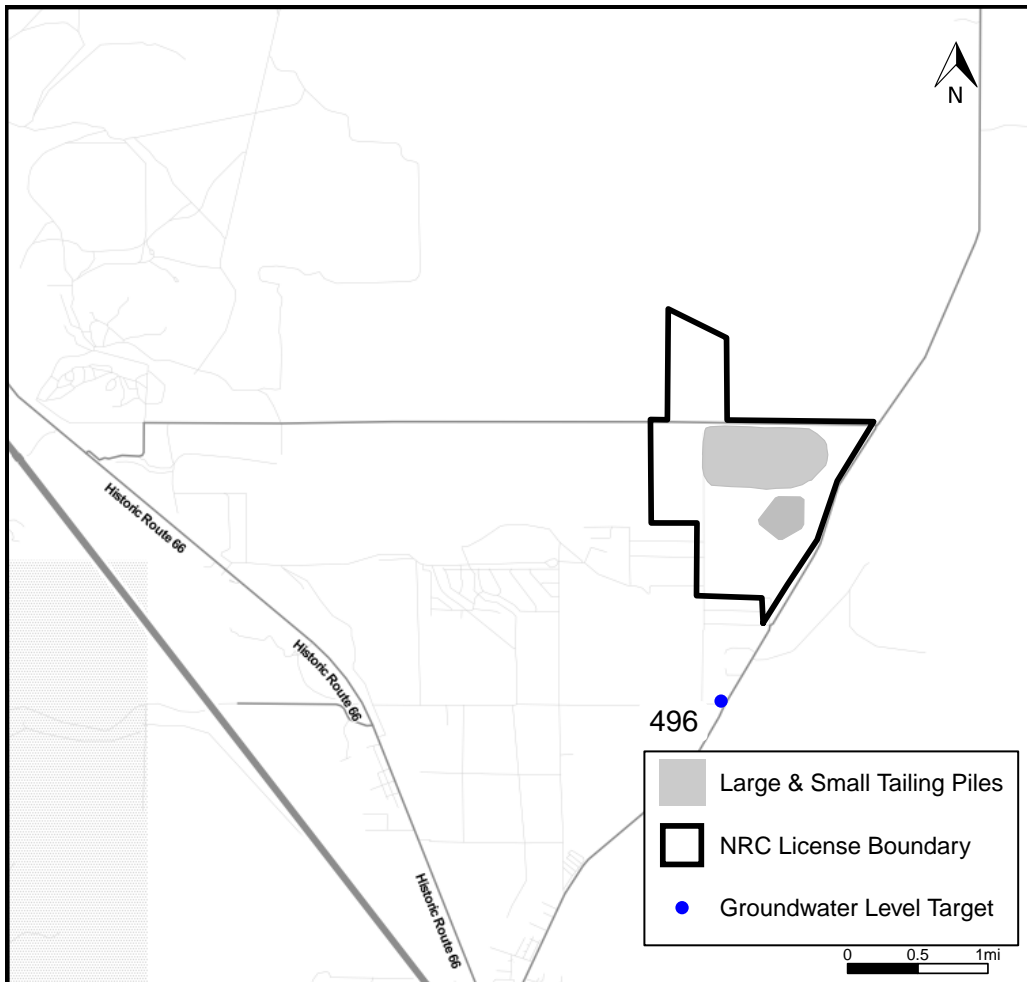 N
Historic Route 66
Historic Route 66
496
Large & Small Tailing Piles
NRC License Boundary
Historic Route 66
Groundwater Level Target
0 0.5 1mi